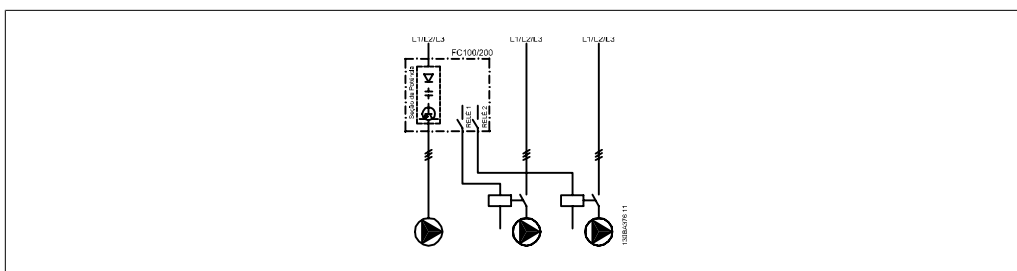 L1/L2/L3
L1/L2/L3
L1/L2/L3
FC100/200
Seção de Potência
RELÉ 1
RELÉ 2
130BA376.11